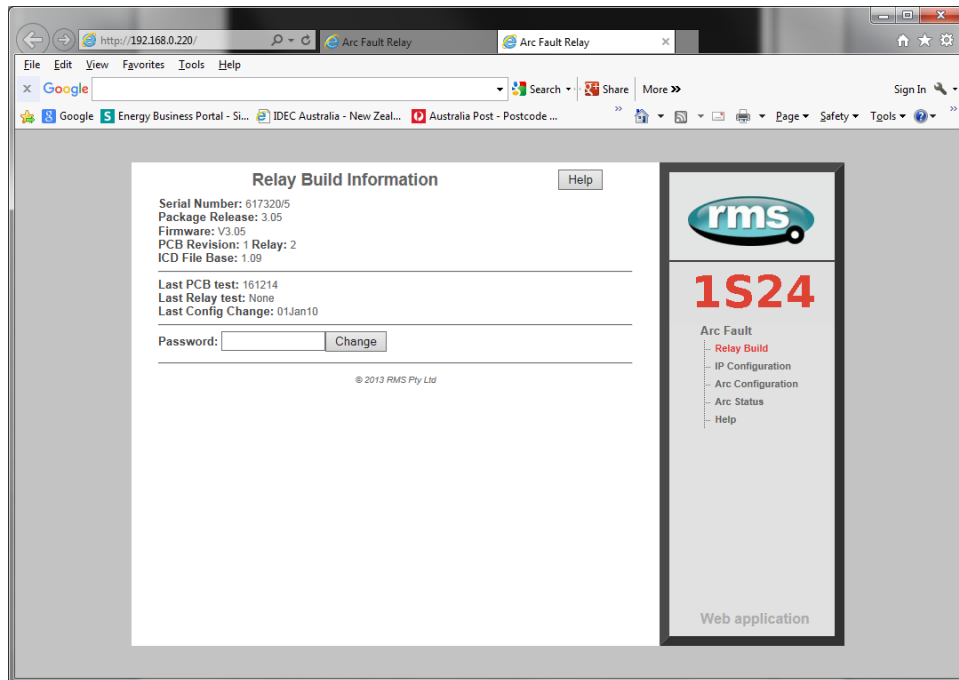 http://192.168.0.220/
Arc Fault Relay
Arc Fault Relay
File Edit View Favorites Tools Help
x Google Search Share More » Sign In
Google Energy Business Portal - Si... IDEC Australia - New Zeal... Australia Post - Postcode ... » Page Safety Tools »
Relay Build Information
Help
Serial Number: 617320/5
Package Release: 3.05
Firmware: V3.05
PCB Revision: 1 Relay: 2
ICD File Base: 1.09
Last PCB test: 161214
Last Relay test: None
Last Config Change: 01Jan10
Password: Change
© 2013 RMS Pty Ltd
rms
1S24
Arc Fault
Relay Build
IP Configuration
Arc Configuration
Arc Status
Help
Web application